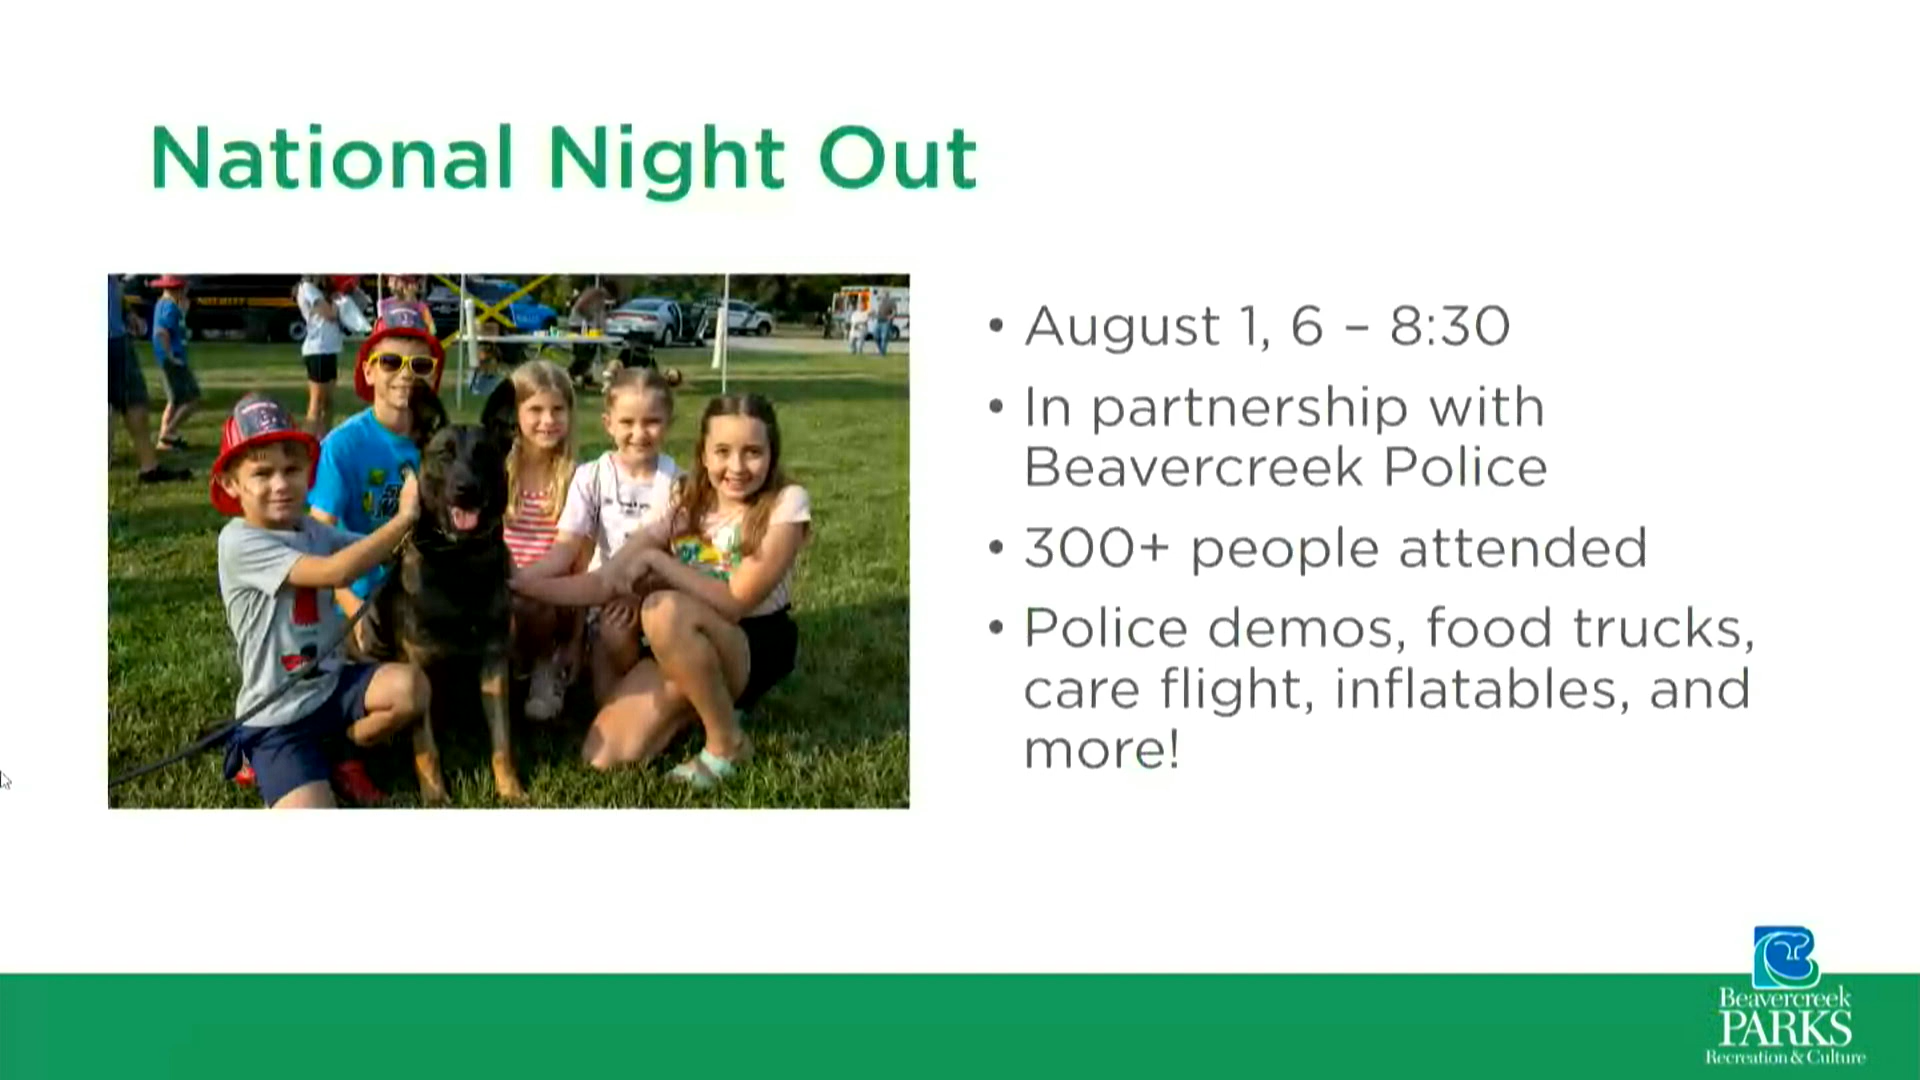 National Night Out
• August 1, 6 – 8:30
• In partnership with
Beavercreek Police
• 300+ people attended
• Police demos, food trucks,
care flight, inflatables, and
more!
Beavercreek
PARKS
Recreation & Culture